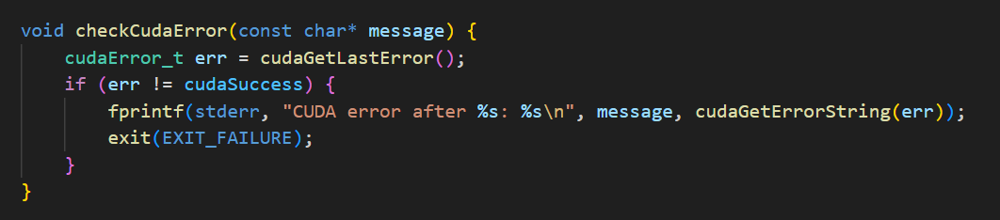 void checkCudaError(const char* message) {
    cudaError_t err = cudaGetLastError();
    if (err != cudaSuccess) {
        fprintf(stderr, "CUDA error after %s: %s\n", message, cudaGetErrorString(err));
        exit(EXIT_FAILURE);
    }
}